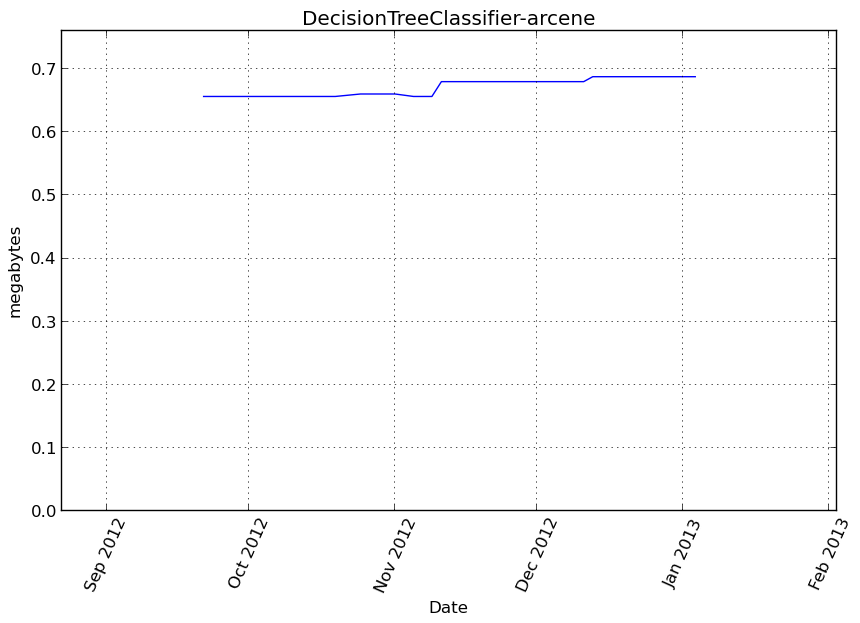 DecisionTreeClassifier-arcene
0.7
0.6
0.5
0.4
0.3
0.2
0.1
0.0
megabytes
Sep 2012
Oct 2012
Nov 2012
Dec 2012
Jan 2013
Feb 2013
Date